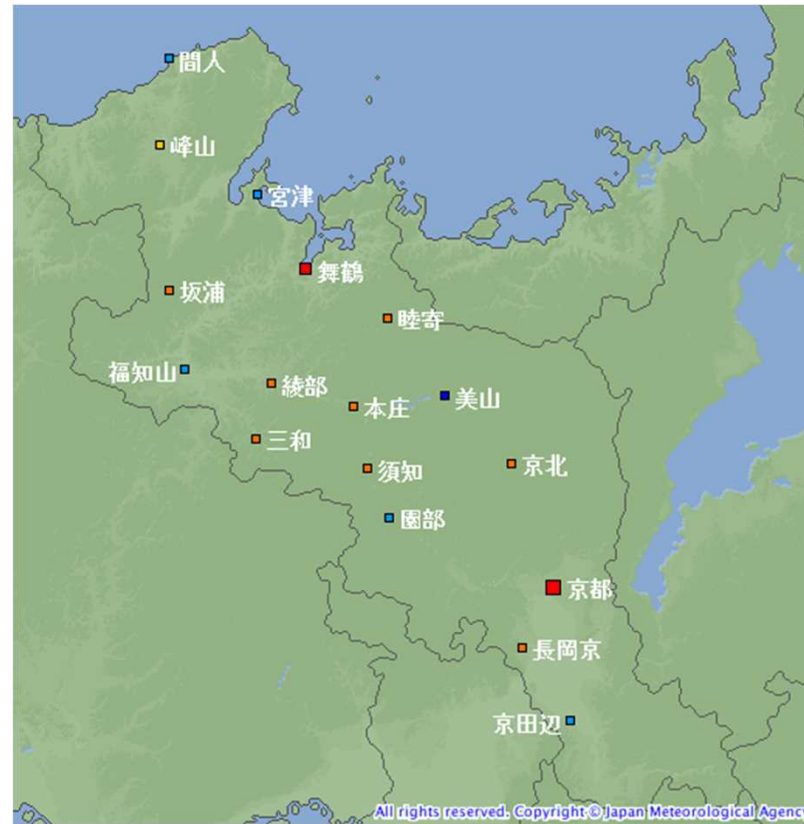 間人
峰山
宮津
舞鶴
坂浦
睦寄
福知山
綾部
本庄
美山
三和
須知
京北
園部
京都
長岡京
京田辺
All rights reserved. Copyright © Japan Meteorological Agency